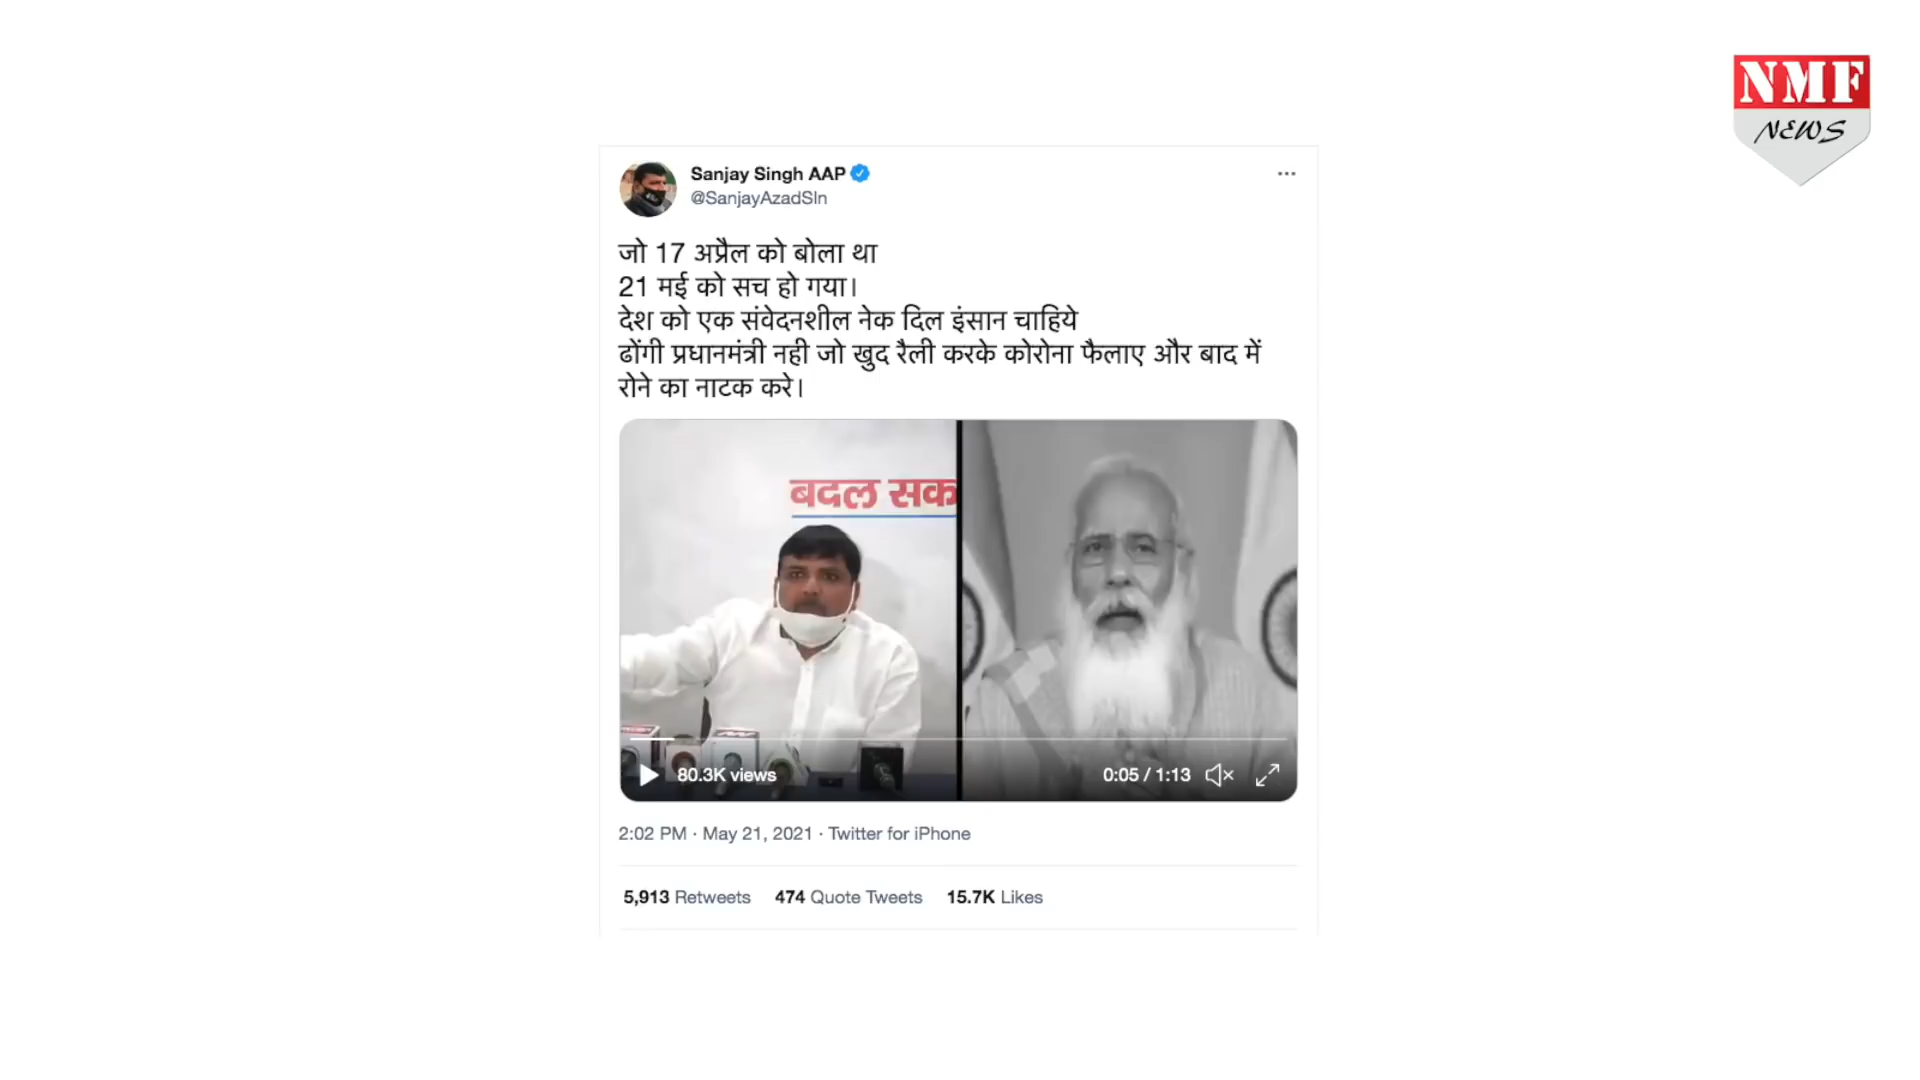 NMF
NEWS
Sanjay Singh AAP
@SanjayAzadSln
जो 17 अप्रैल को बोला था
21 मई को सच हो गया।
देश को एक संवेदनशील नेक दिल इंसान चाहिये
ढोंगी प्रधानमंत्री नही जो खुद रैली करके कोरोना फैलाए और बाद में
रोने का नाटक करे।
बदल सक
80.3K views
0:05 / 1:13
2:02 PM · May 21, 2021 · Twitter for iPhone
5,913 Retweets 474 Quote Tweets 15.7K Likes